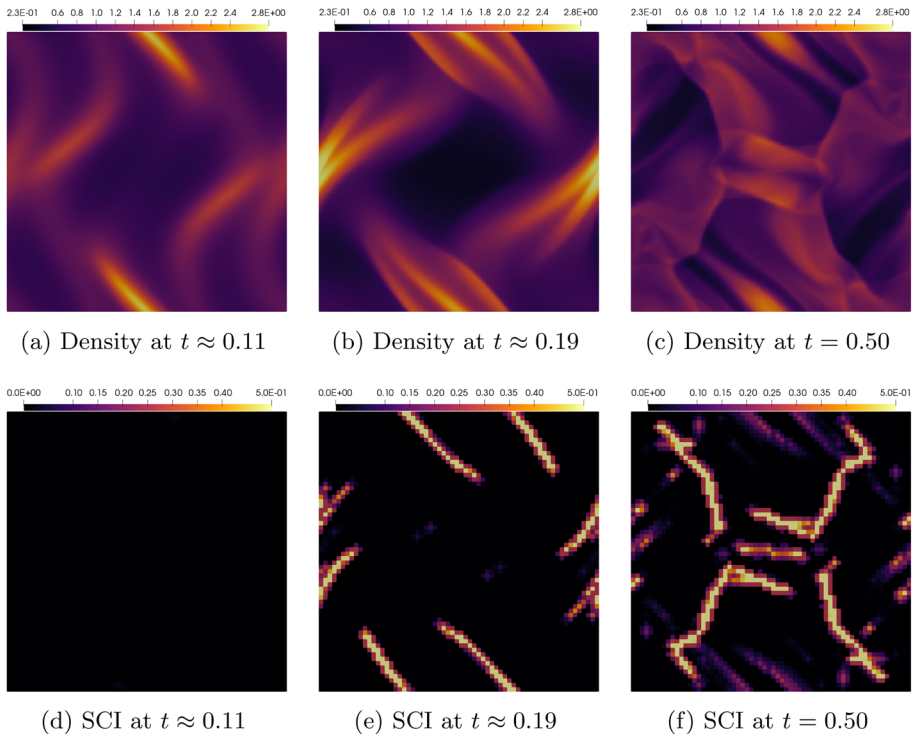 2.3E-01 0.6 0.8 1.0 1.2 1.4 1.6 1.8 2.0 2.2 2.4 2.8E+00
2.3E-01 0.6 0.8 1.0 1.2 1.4 1.6 1.8 2.0 2.2 2.4 2.8E+00
2.3E-01 0.6 0.8 1.0 1.2 1.4 1.6 1.8 2.0 2.2 2.4 2.8E+00
(a) Density at t ≈ 0.11
(b) Density at t ≈ 0.19
(c) Density at t = 0.50
0.0E+00 0.10 0.15 0.20 0.25 0.30 0.35 0.40 5.0E-01
0.0E+00 0.10 0.15 0.20 0.25 0.30 0.35 0.40 5.0E-01
0.0E+00 0.10 0.15 0.20 0.25 0.30 0.35 0.40 5.0E-01
(d) SCI at t ≈ 0.11
(e) SCI at t ≈ 0.19
(f) SCI at t = 0.50